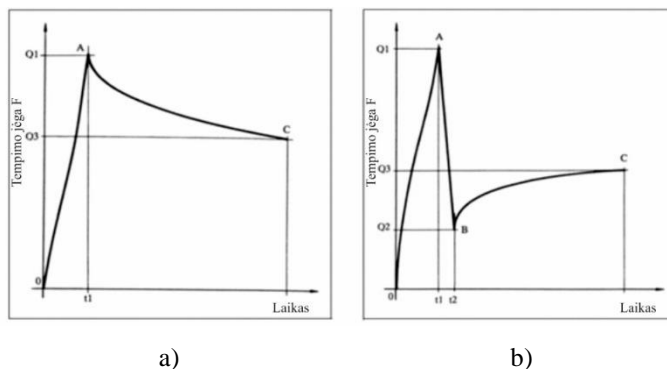 Q1
A
Q3
C
0
t1
Tempimo jėga F
Laikas
a)
Q1
A
Q3
C
Q2
B
0
t1
t2
Tempimo jėga F
Laikas
b)